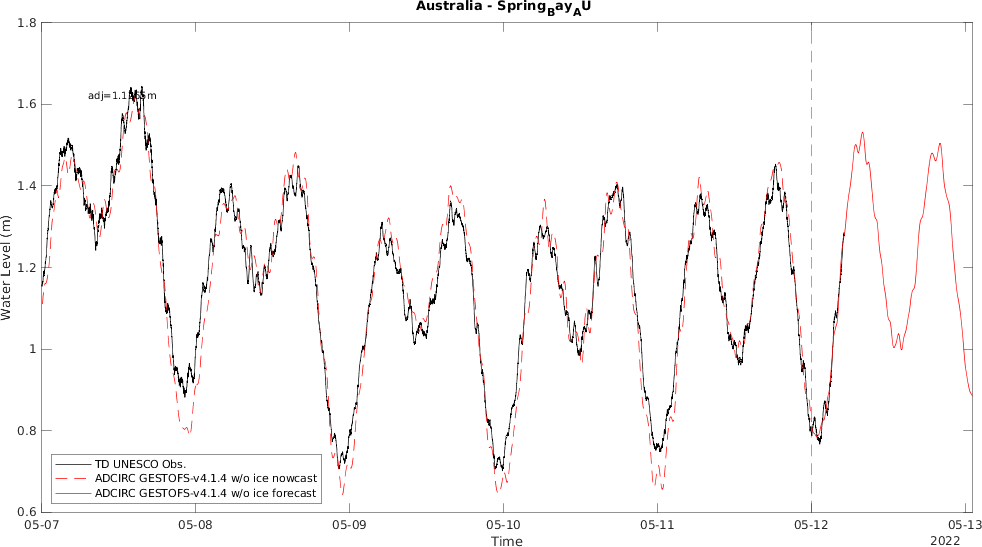 Australia - SpringBayAU
1.8
1.6
1.4
1.2
1
0.8
0.6
Water Level (m)
TD UNESCO Obs.
ADCIRC GESTOFS-v4.1.4 w/o ice nowcast
ADCIRC GESTOFS-v4.1.4 w/o ice forecast
05-07 05-08 05-09 05-10 05-11 05-12 05-13
Time
2022